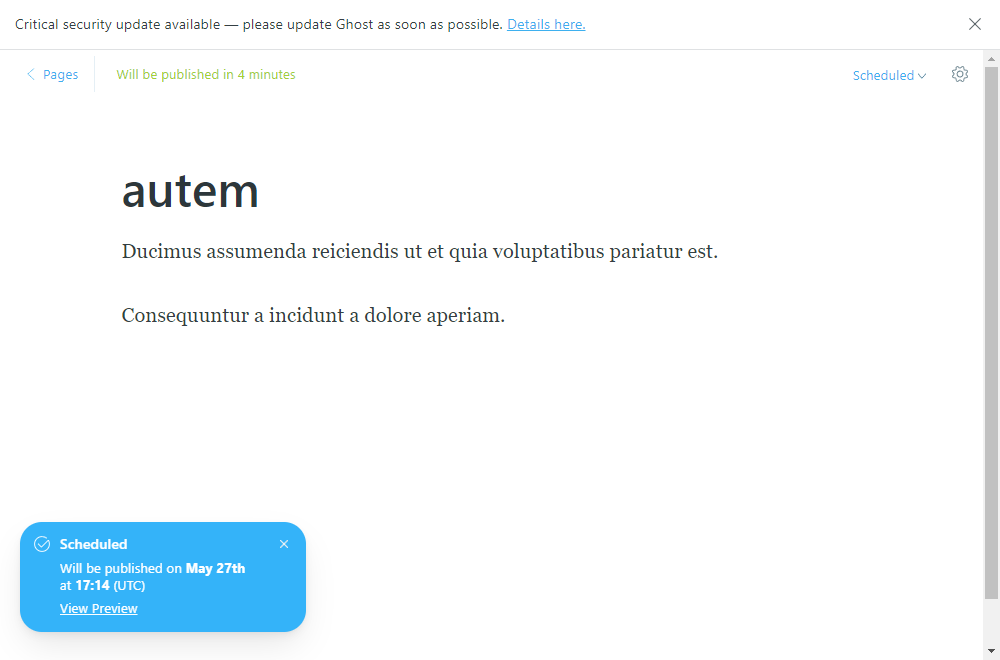 Critical security update available — please update Ghost as soon as possible. Details here.
Pages
Will be published in 4 minutes
Scheduled
autem
Ducimus assumenda reiciendis ut et quia voluptatibus pariatur est.
Consequuntur a incidunt a dolore aperiam.
Scheduled
Will be published on May 27th
at 17:14 (UTC)
View Preview